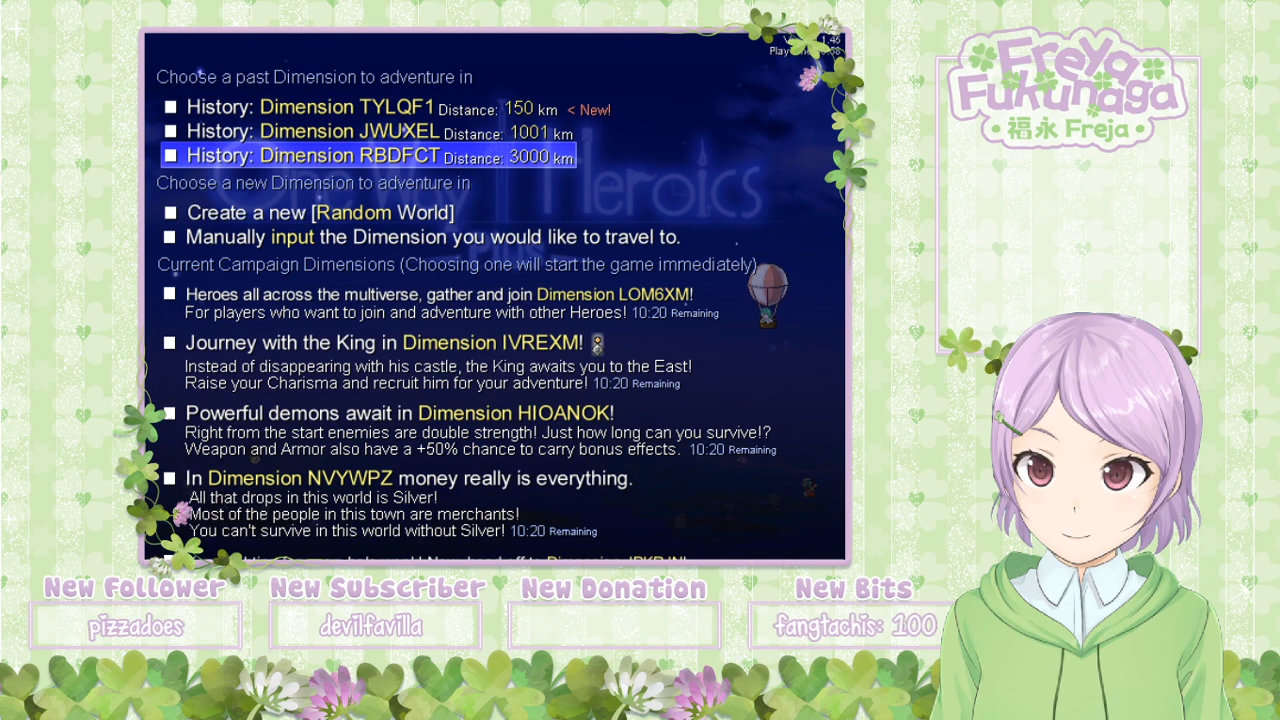 Choose a past Dimension to adventure in
History: Dimension TYLQF1 Distance: 150 km < New!
History: Dimension JWUXEL Distance: 1001 km
History: Dimension RBDFCT Distance: 3000 km
Choose a new Dimension to adventure in
Create a new [Random World]
Manually input the Dimension you would like to travel to.
Current Campaign Dimensions (Choosing one will start the game immediately)
Heroes all across the multiverse, gather and join Dimension LOM6XM!
For players who want to join and adventure with other Heroes! 10:20 Remaining
Journey with the King in Dimension IVREXM!
Instead of disappearing with his castle, the King awaits you to the East!
Raise your Charisma and recruit him for your adventure! 10:20 Remaining
Powerful demons await in Dimension HIOANOK!
Right from the start enemies are double strength! Just how long can you survive!?
Weapon and Armor also have a +50% chance to carry bonus effects. 10:20 Remaining
In Dimension NVYWPZ money really is everything.
All that drops in this world is Silver!
Most of the people in this town are merchants!
You can't survive in this world without Silver! 10:20 Remaining
One Way Heroics
Plus
Freya
Fukunaga
福永 Freja
New Follower
pizzadoes
New Subscriber
devilfavilla
New Donation
New Bits
fangtachis: 100